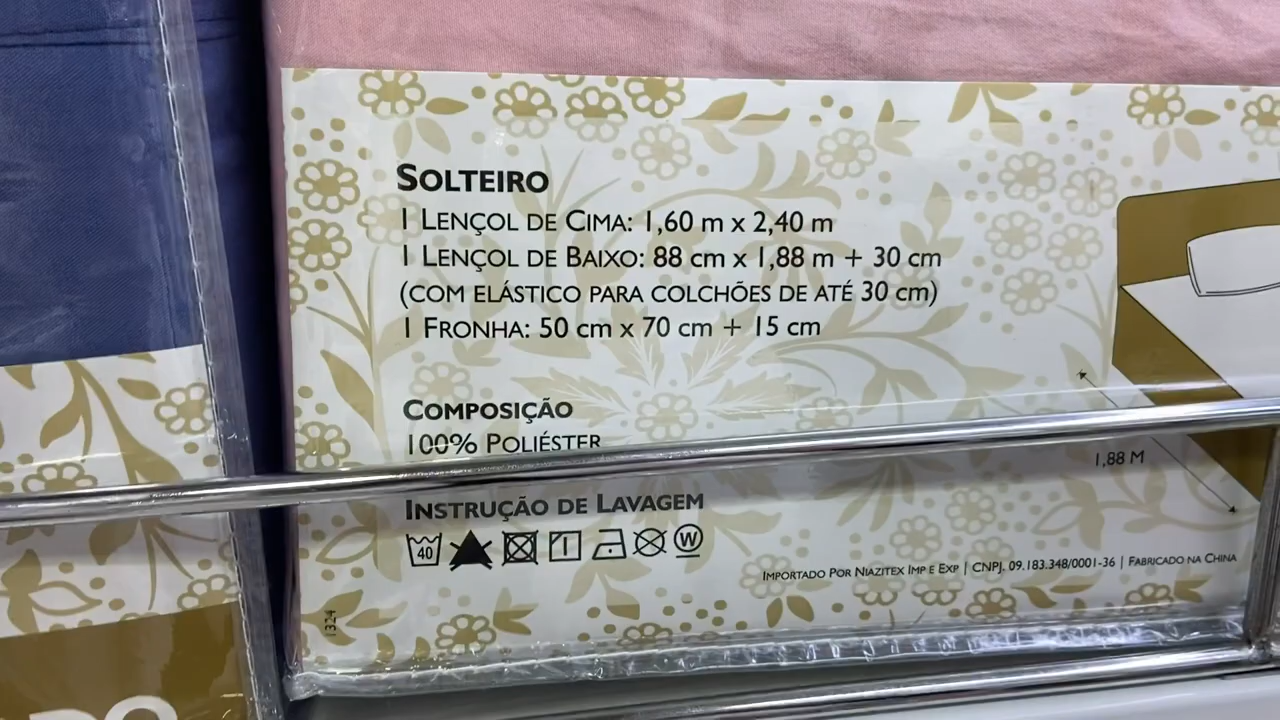 SOLTEIRO
1 LENÇOL DE CIMA: 1,60 m x 2,40 m
1 LENÇOL DE BAIXO: 88 cm x 1,88 m + 30 cm
(COM ELÁSTICO PARA COLCHÕES DE ATÉ 30 cm)
1 FRONHA: 50 cm x 70 cm + 15 cm
COMPOSIÇÃO
100% POLIÉSTER
1,88 M
INSTRUÇÃO DE LAVAGEM
40
W
IMPORTADO POR NIAZITEX IMP E EXP | CNPJ. 09.183.348/0001-36 | FABRICADO NA CHINA
1324